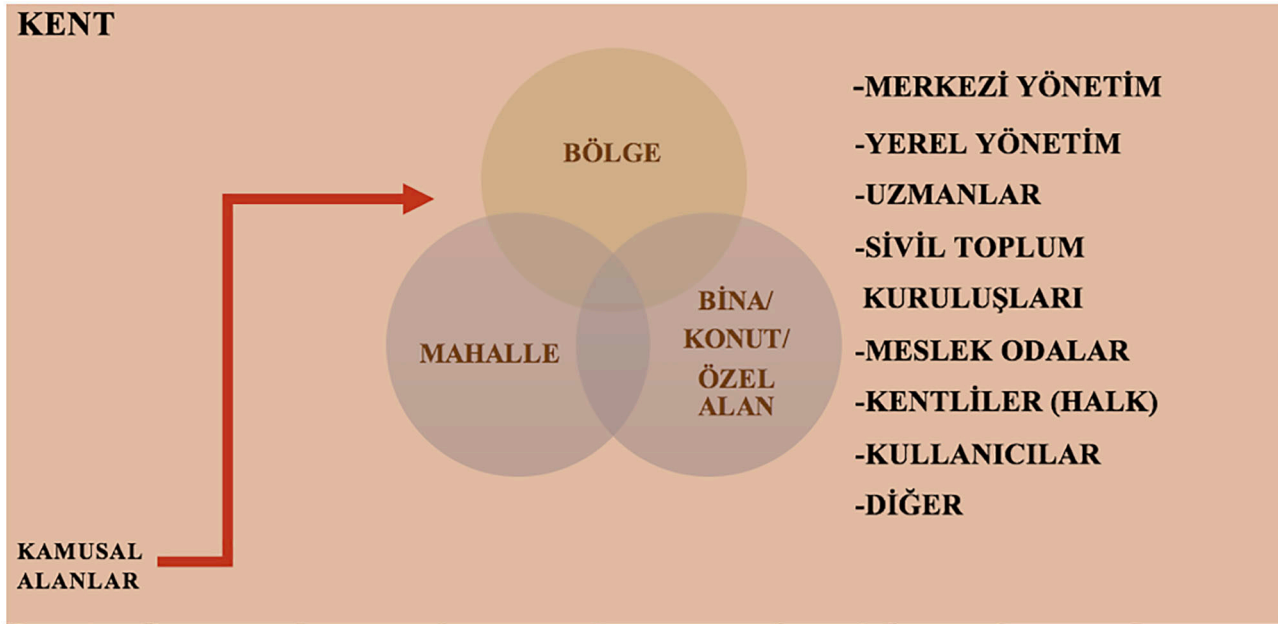 KENT
BÖLGE
MAHALLE
BİNA/
KONUT/
ÖZEL
ALAN
-MERKEZİ YÖNETİM
-YEREL YÖNETİM
-UZMANLAR
-SİVİL TOPLUM
KURULUŞLARI
-MESLEK ODALAR
-KENTLİLER (HALK)
-KULLANICILAR
-DİĞER
KAMUSAL
ALANLAR